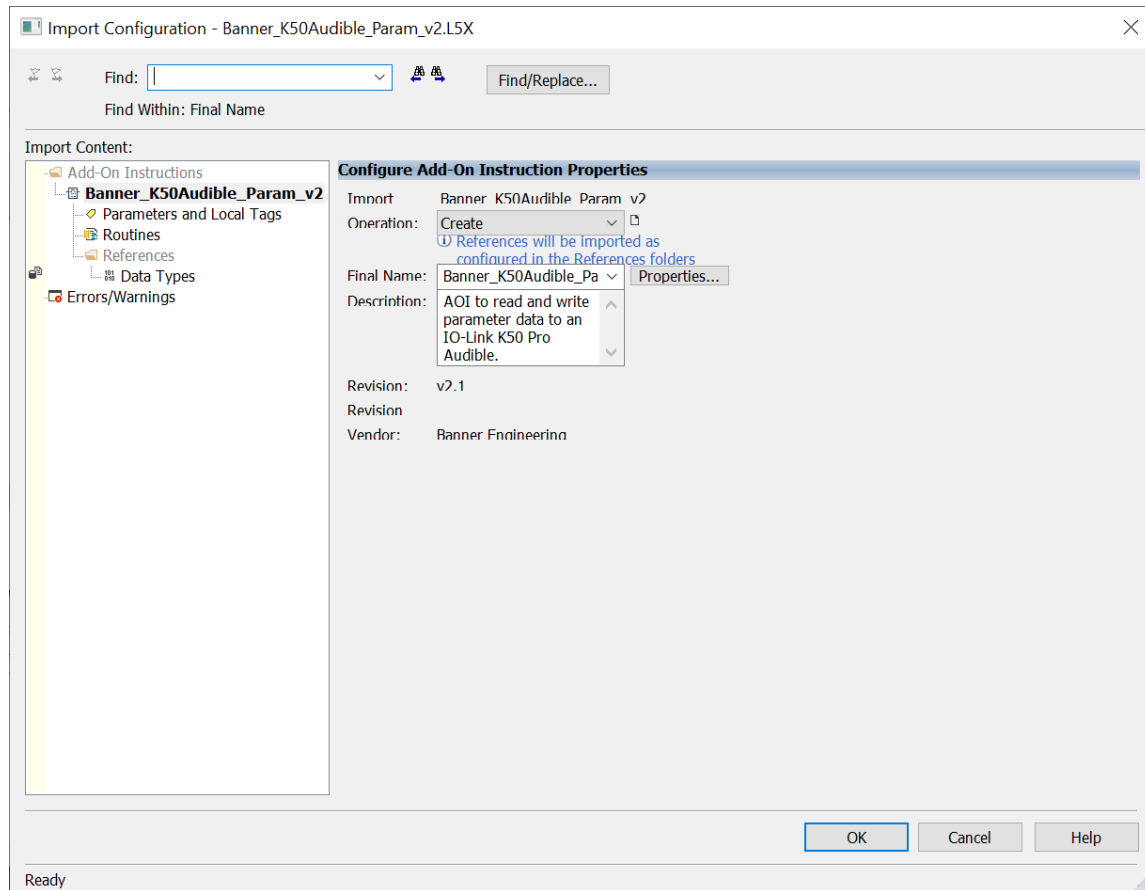 Import Configuration - Banner_K50Audible_Param_v2.L5X
Find:
Find/Replace...
Find Within: Final Name
Import Content:
Add-On Instructions
Banner_K50Audible_Param_v2
Parameters and Local Tags
Routines
References
Data Types
Errors/Warnings
Configure Add-On Instruction Properties
Import Banner_K50Audible_Param_v2
Operation: Create
References will be imported as
configured in the References folders
Final Name: Banner_K50Audible_Pa Properties...
Description: AOI to read and write
parameter data to an
IO-Link K50 Pro
Audible.
Revision: v2.1
Revision
Vendor: Banner Engineering
OK Cancel Help
Ready